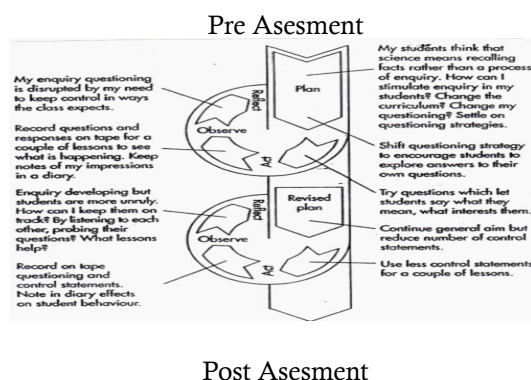 Pre Asesment
My enquiry questioning
is disrupted by my need
to keep control in ways
the class expects.
Record questions and
responses on tape for a
couple of lessons to see
what is happening. Keep
notes of my impressions
in a diary.
Enquiry developing but
students are more unruly.
How can I keep them on
track? By listening to each
other, probing their
questions? What lessons
help?
Record on tape
questioning and
control statements.
Note in diary effects
on student behaviour.
Plan
Reflect
Observe
Act
Revised
plan
Reflect
Observe
Act
My students think that
science means recalling
facts rather than a process
of enquiry. How can I
stimulate enquiry in my
students? Change the
curriculum? Change my
questioning? Settle on
questioning strategies.
Shift questioning strategy
to encourage students to
explore answers to their
own questions.
Try questions which let
students say what they
mean, what interests them.
Continue general aim but
reduce number of control
statements.
Use less control statements
for a couple of lessons.
Post Asesment